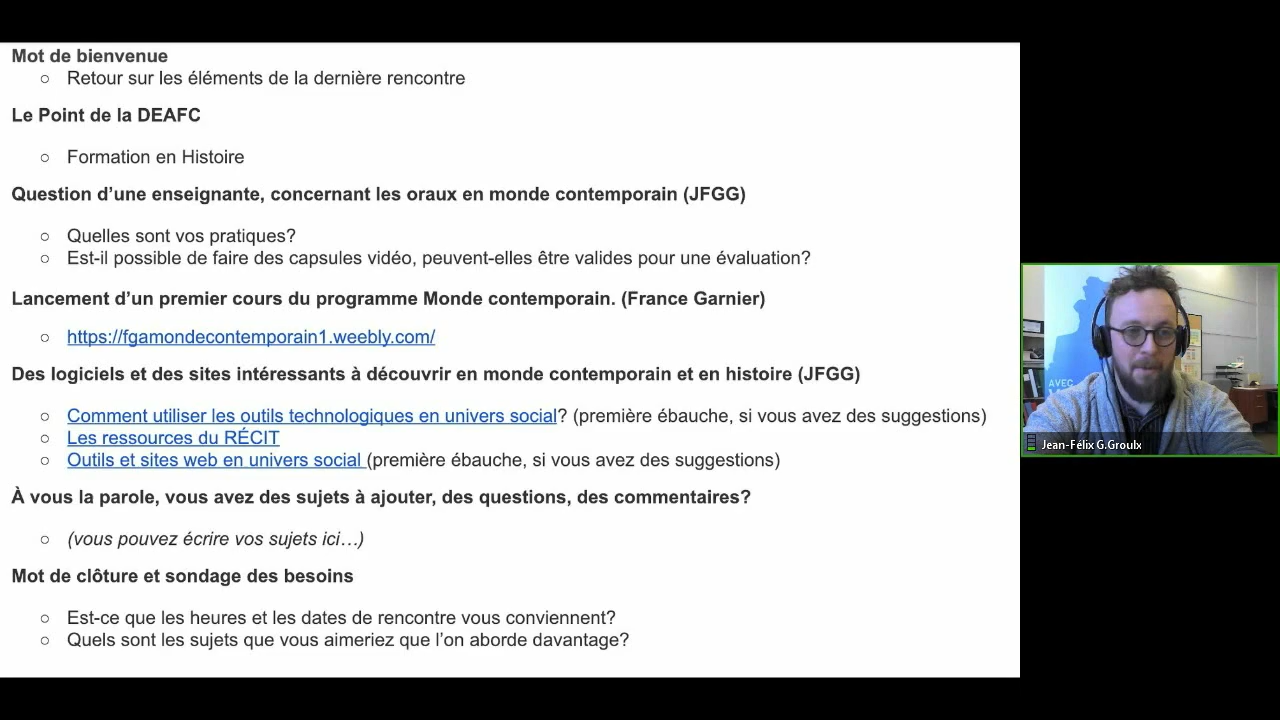 Mot de bienvenue
○ Retour sur les éléments de la dernière rencontre
Le Point de la DEAFC
○ Formation en Histoire
Question d’une enseignante, concernant les oraux en monde contemporain (JFGG)
○ Quelles sont vos pratiques?
○ Est-il possible de faire des capsules vidéo, peuvent-elles être valides pour une évaluation?
Lancement d’un premier cours du programme Monde contemporain. (France Garnier)
○ https://fgamondecontemporain1.weebly.com/
Des logiciels et des sites intéressants à découvrir en monde contemporain et en histoire (JFGG)
○ Comment utiliser les outils technologiques en univers social? (première ébauche, si vous avez des suggestions)
○ Les ressources du RÉCIT
○ Outils et sites web en univers social (première ébauche, si vous avez des suggestions)
À vous la parole, vous avez des sujets à ajouter, des questions, des commentaires?
○ (vous pouvez écrire vos sujets ici…)
Mot de clôture et sondage des besoins
○ Est-ce que les heures et les dates de rencontre vous conviennent?
○ Quels sont les sujets que vous aimeriez que l’on aborde davantage?
AVEC
Jean-Félix G.Groulx